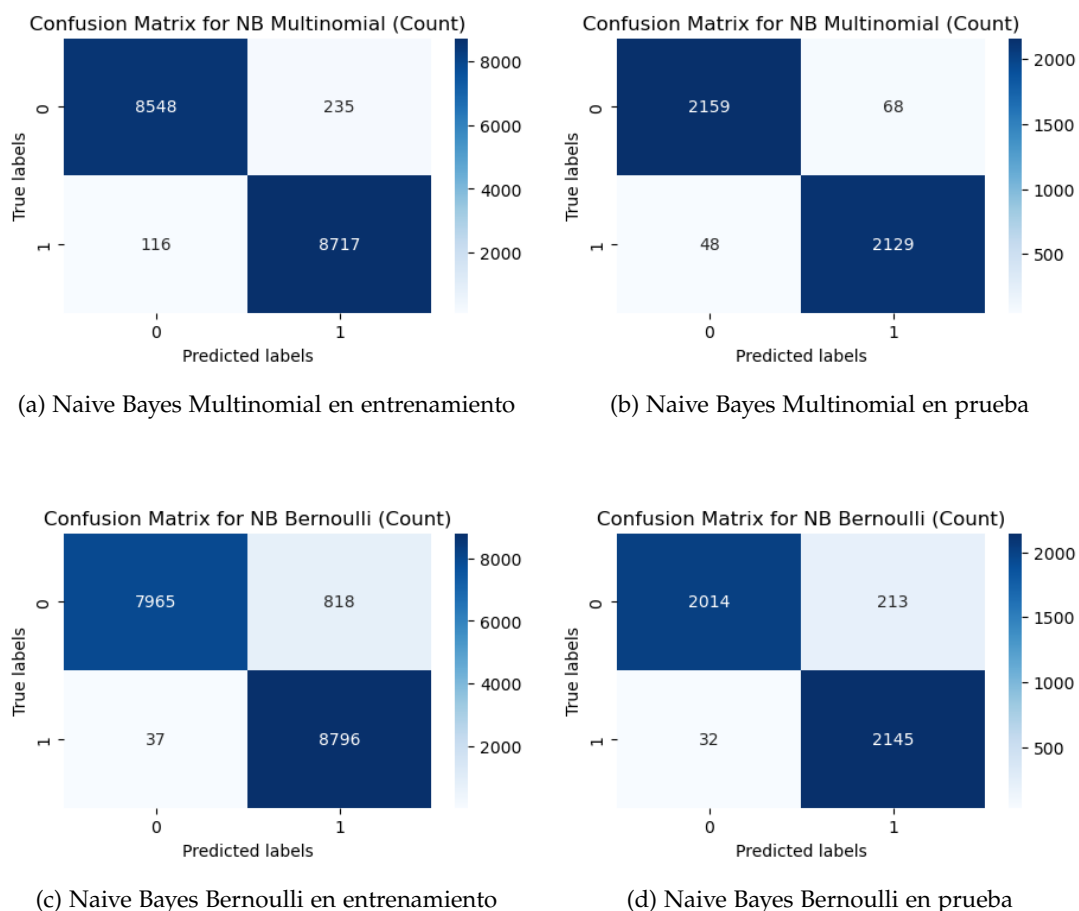 Confusion Matrix for NB Multinomial (Count)
8548 235
116 8717
0
1
True labels
0 1
Predicted labels
8000
6000
4000
2000
(a) Naive Bayes Multinomial en entrenamiento
Confusion Matrix for NB Multinomial (Count)
2159 68
48 2129
0
1
True labels
0 1
Predicted labels
2000
1500
1000
500
(b) Naive Bayes Multinomial en prueba
Confusion Matrix for NB Bernoulli (Count)
7965 818
37 8796
0
1
True labels
0 1
Predicted labels
8000
6000
4000
2000
(c) Naive Bayes Bernoulli en entrenamiento
Confusion Matrix for NB Bernoulli (Count)
2014 213
32 2145
0
1
True labels
0 1
Predicted labels
2000
1500
1000
500
(d) Naive Bayes Bernoulli en prueba